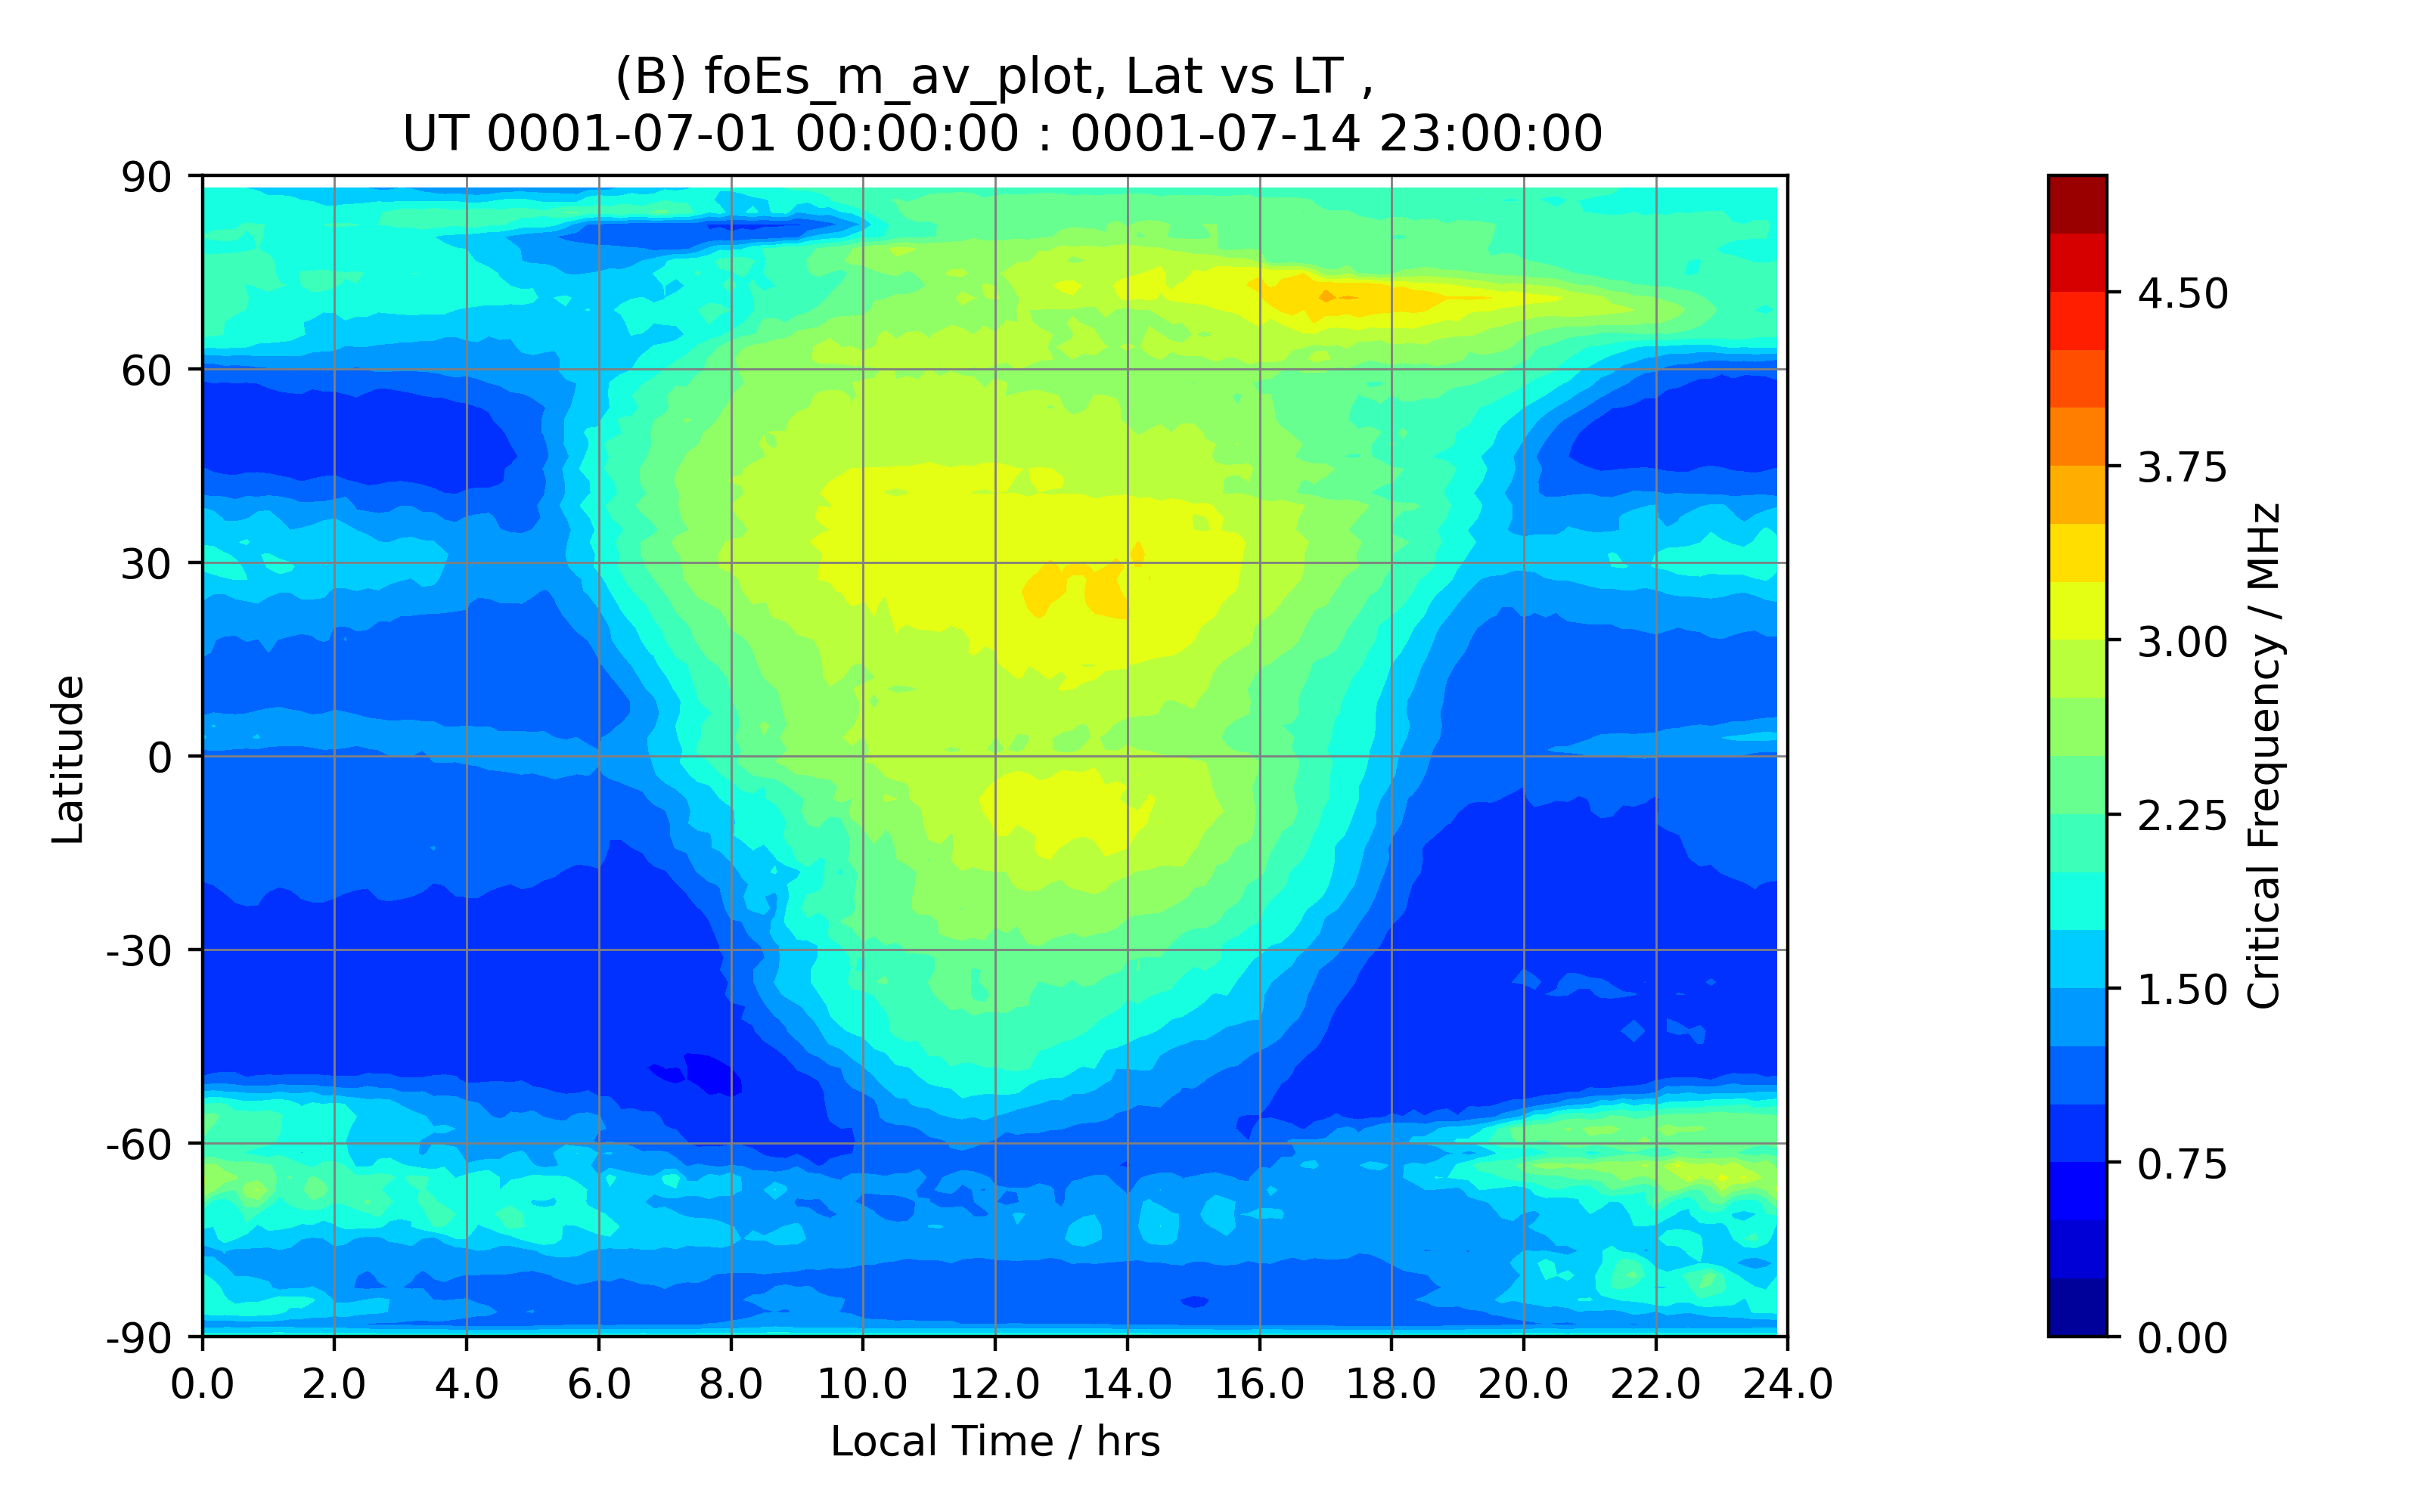 (B) foEs_m_av_plot, Lat vs LT ,
UT 0001-07-01 00:00:00 : 0001-07-14 23:00:00
90
60
30
0
-30
-60
-90
Latitude
0.0 2.0 4.0 6.0 8.0 10.0 12.0 14.0 16.0 18.0 20.0 22.0 24.0
Local Time / hrs
4.50
3.75
3.00
2.25
1.50
0.75
0.00
Critical Frequency / MHz